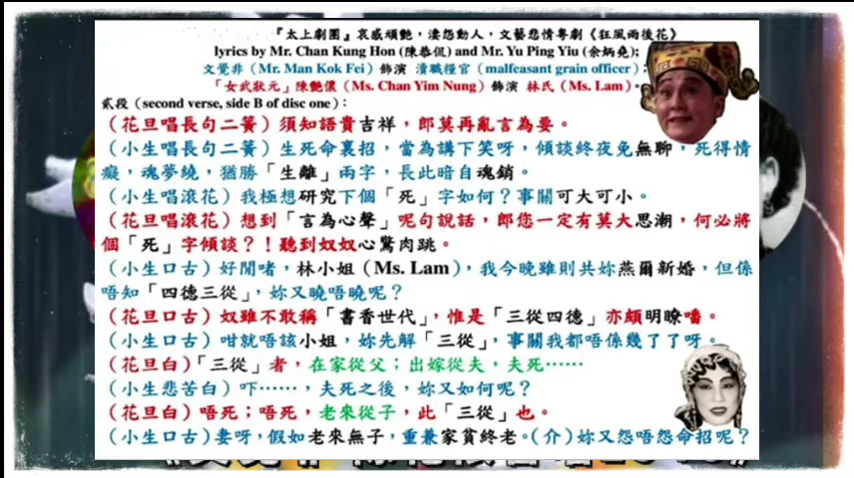 『太上劇團』哀感頑艷，淒怨動人，文藝悲情粵劇《狂風雨後花》
lyrics by Mr. Chan Kung Hon (陳恭侃) and Mr. Yu Ping Yiu (余炳堯);
文覺非 (Mr. Man Kok Fei) 飾演 瀆職糧官 (malfeasant grain officer);
「女武狀元」陳艷儂 (Ms. Chan Yim Nung) 飾演 林氏 (Ms. Lam)。
貳段 (second verse, side B of disc one)：
（花旦唱長句二簧）須知語貴吉祥，郎莫再亂言為要。
（小生唱長句二簧）生死命裏招，當為講下笑呀，傾談終夜免無聊，死得情
癡，魂夢繞，猶勝「生離」兩字，長此暗自魂銷。
（小生唱滾花）我極想研究下個「死」字如何？事關可大可小。
（花旦唱滾花）想到「言為心聲」呢句說話，郎您一定有莫大思潮，何必將
個「死」字傾談？！聽到奴奴心驚肉跳。
（小生口古）好閒啫，林小姐 (Ms. Lam)，我今晚雖則共妳燕爾新婚，但係
唔知「四德三從」，妳又曉唔曉呢？
（花旦口古）奴雖不敢稱「書香世代」，惟是「三從四德」亦頗明瞭噃。
（小生口古）咁就唔該小姐，妳先解「三從」，事關我都唔係幾了了呀。
（花旦白）「三從」者，在家從父；出嫁從夫，夫死……
（小生悲苦白）吓……，夫死之後，妳又如何呢？
（花旦白）唔死；唔死，老來從子，此「三從」也。
（小生口古）妻呀，假如老來無子，重兼家貧終老。（介）妳又怨唔怨命招呢？